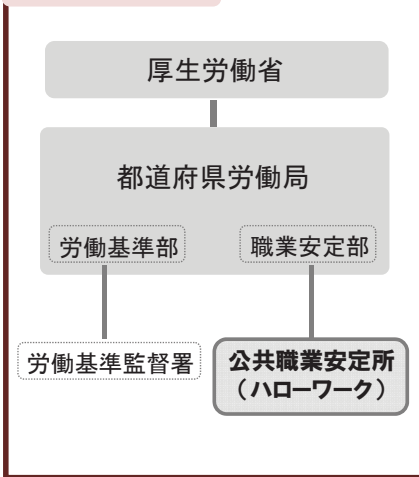 厚生労働省
都道府県労働局
労働基準部
職業安定部
労働基準監督署
公共職業安定所
（ハローワーク）